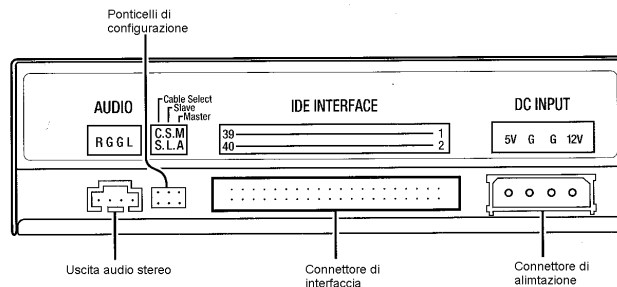 Ponticelli di
configurazione
AUDIO
R G G L
Cable Select
Slave
Master
C.S.M
S.L.A
IDE INTERFACE
39 1
40 2
DC INPUT
5V G G 12V
Uscita audio stereo
Connettore di
interfaccia
Connettore di
alimtazione